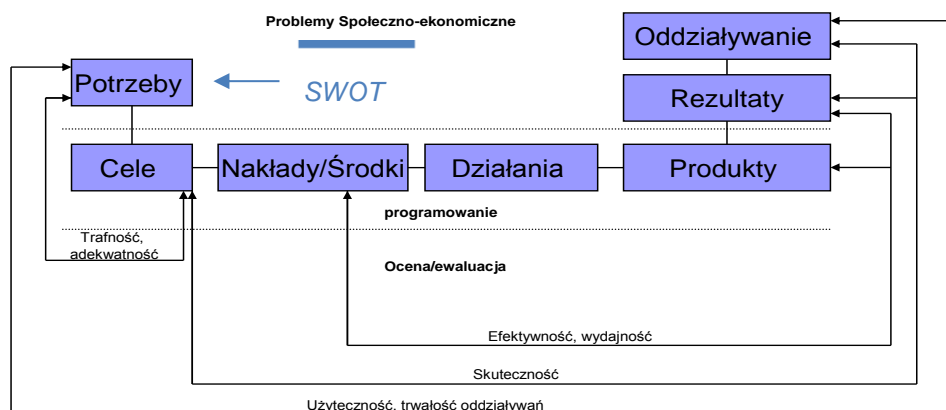 Problemy Społeczno-ekonomiczne
Oddziaływanie
Potrzeby
SWOT
Rezultaty
Cele
Nakłady/Środki
Działania
Produkty
programowanie
Trafność,
adekwatność
Ocena/ewaluacja
Efektywność, wydajność
Skuteczność
Użyteczność, trwałość oddziaływań